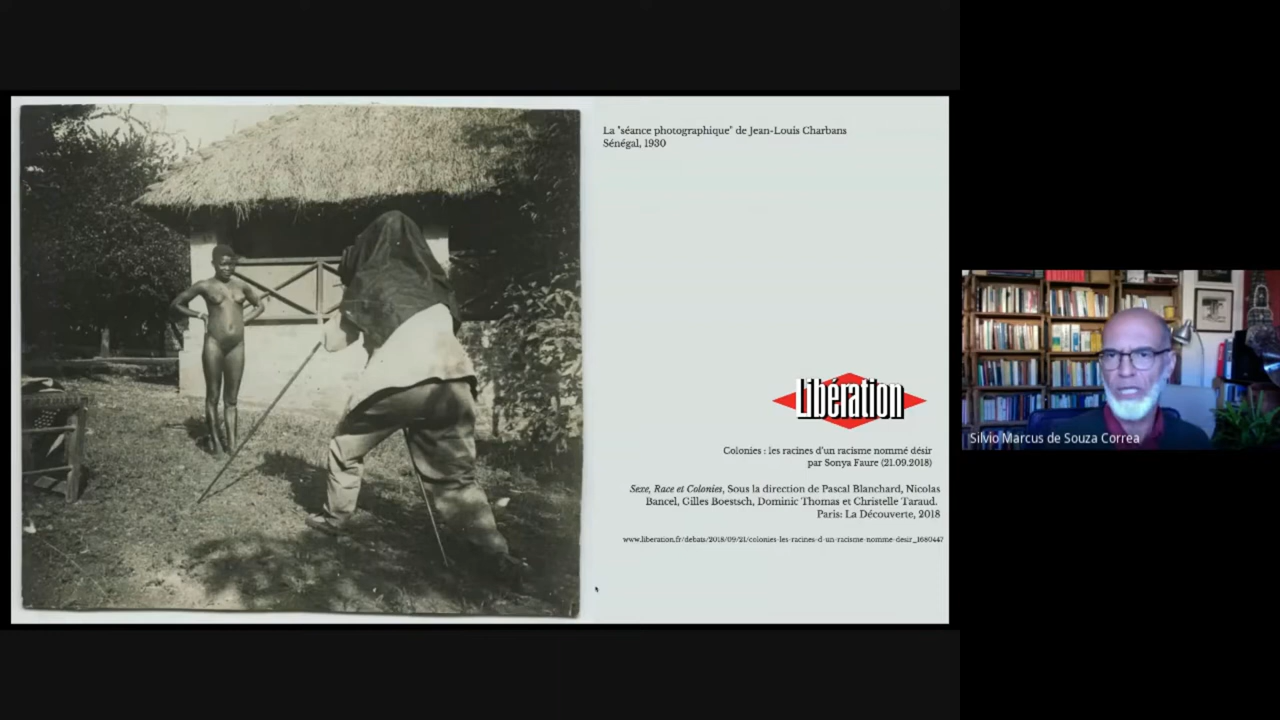 La "séance photographique" de Jean-Louis Charbans
Sénégal, 1930
Libération
Colonies : les racines d'un racisme nommé désir
par Sonya Faure (21.09.2018)
Sexe, Race et Colonies, Sous la direction de Pascal Blanchard, Nicolas
Bancel, Gilles Boestsch, Dominic Thomas et Christelle Taraud.
Paris: La Découverte, 2018
www.liberation.fr/debats/2018/09/21/colonies-les-racines-d-un-racisme-nomme-desir_1680447
Silvio Marcus de Souza Correa